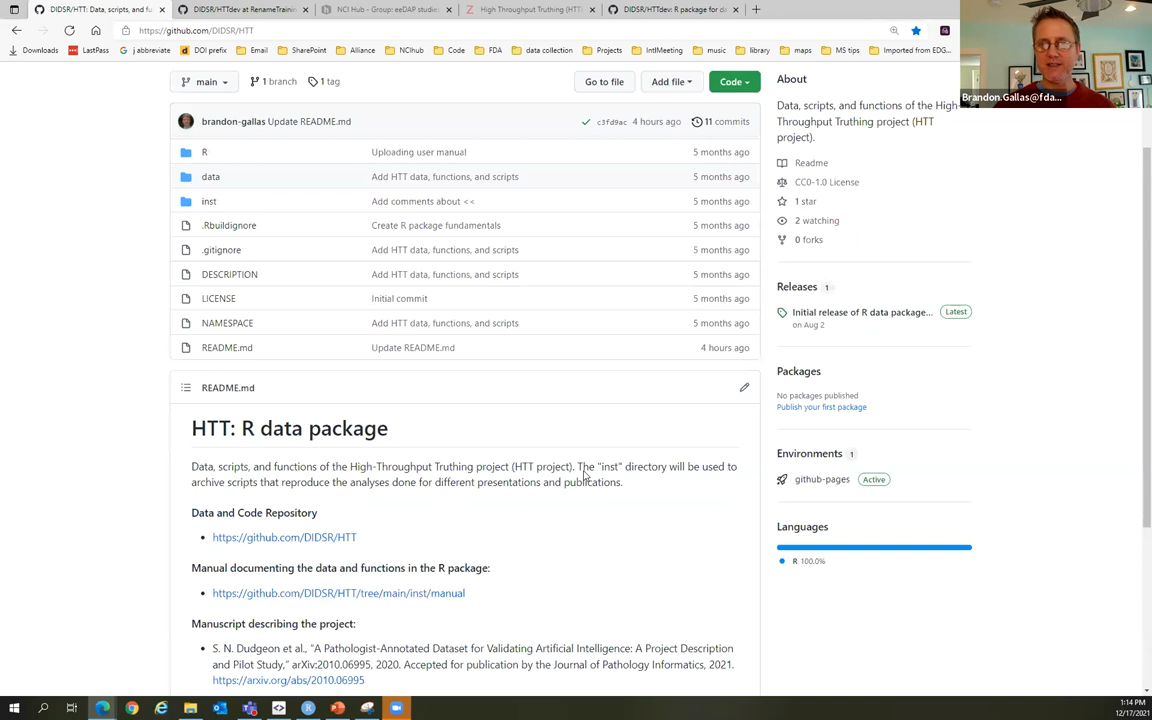 DIDSR/HTT: Data, scripts, and fu
DIDSR/HTTdev at RenameTrainin
NCI Hub - Group: eeDAP studie
High Throughput Truthing (HTT)
DIDSR/HTTdev: R package for da
https://github.com/DIDSR/HTT
Downloads LastPass j abbreviate DOI prefix Email SharePoint Alliance NCIhub Code FDA data collection Projects IntMeeting music library maps MS tips Imported from EDG...
Brandon.Gallas@fda...
main 1 branch 1 tag Go to file Add file Code
brandon-gallas Update README.md c3fd9ac 4 hours ago 11 commits
R Uploading user manual 5 months ago
data Add HTT data, functions, and scripts 5 months ago
inst Add comments about << 5 months ago
.Rbuildignore Create R package fundamentals 5 months ago
.gitignore Add HTT data, functions, and scripts 5 months ago
DESCRIPTION Add HTT data, functions, and scripts 5 months ago
LICENSE Initial commit 5 months ago
NAMESPACE Add HTT data, functions, and scripts 5 months ago
README.md Update README.md 4 hours ago
README.md
HTT: R data package
Data, scripts, and functions of the High-Throughput Truthing project (HTT project). The "inst" directory will be used to
archive scripts that reproduce the analyses done for different presentations and publications.
Data and Code Repository
• https://github.com/DIDSR/HTT
Manual documenting the data and functions in the R package:
• https://github.com/DIDSR/HTT/tree/main/inst/manual
Manuscript describing the project:
• S. N. Dudgeon et al., "A Pathologist-Annotated Dataset for Validating Artificial Intelligence: A Project Description
and Pilot Study," arXiv:2010.06995, 2020. Accepted for publication by the Journal of Pathology Informatics, 2021.
https://arxiv.org/abs/2010.06995
About
Data, scripts, and functions of the High-
Throughput Truthing project (HTT
project).
Readme
CC0-1.0 License
1 star
2 watching
0 forks
Releases 1
Initial release of R data package... Latest
on Aug 2
Packages
No packages published
Publish your first package
Environments 1
github-pages Active
Languages
R 100.0%
1:14 PM
12/17/2021